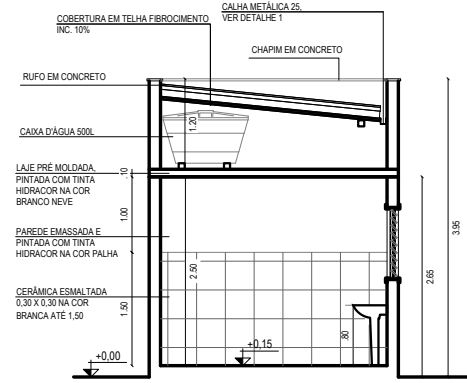 CALHA METÁLICA 25,
VER DETALHE 1
COBERTURA EM TELHA FIBROCIMENTO
INC. 10%
CHAPIM EM CONCRETO
RUFO EM CONCRETO
CAIXA D'ÁGUA 500L
1.20
LAJE PRÉ MOLDADA,
PINTADA COM TINTA
HIDRACOR NA COR
BRANCO NEVE
.10
1.00
PAREDE EMASSADA E
PINTADA COM TINTA
HIDRACOR NA COR PALHA
2.50
2.65
3.95
CERÂMICA ESMALTADA
0,30 X 0,30 NA COR
BRANCA ATÉ 1,50
1.50
.80
+0,15
+0,00